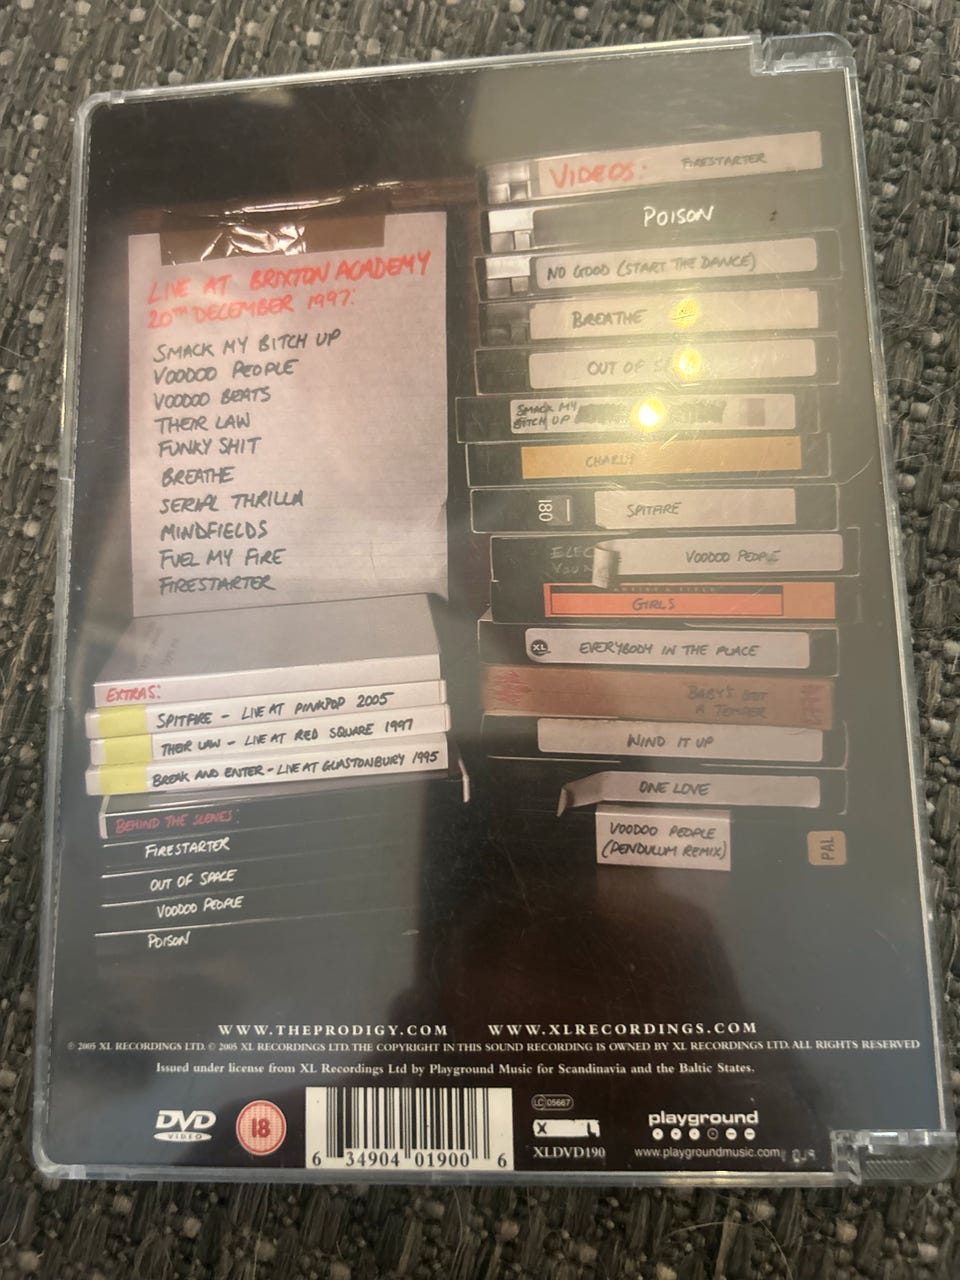 LIVE AT BRIXTON ACADEMY
20TH DECEMBER 1997:
SMACK MY BITCH UP
VOODOO PEOPLE
VOODOO BEATS
THEIR LAW
FUNKY SHIT
BREATHE
SERIAL THRILLA
MINDFIELDS
FUEL MY FIRE
FIRESTARTER
EXTRAS:
SPITFIRE - LIVE AT PINKPOP 2005
THEIR LAW - LIVE AT RED SQUARE 1997
BREAK AND ENTER - LIVE AT GLASTONBURY 1995
BEHIND THE SCENES:
FIRESTARTER
OUT OF SPACE
VOODOO PEOPLE
POISON
VIDEOS: FIRESTARTER
POISON
NO GOOD (START THE DANCE)
BREATHE
OUT OF
SMACK MY
BITCH UP
CHARLY
180 SPITFIRE
ELEC
VOODOO PEOPLE
GIRLS
XL EVERYBODY IN THE PLACE
BABY'S GOT
A TEMPER
WIND IT UP
ONE LOVE
VOODOO PEOPLE
(PENDULUM REMIX)
PAL
WWW.THEPRODIGY.COM WWW.XLRECORDINGS.COM
℗ 2005 XL RECORDINGS LTD. © 2005 XL RECORDINGS LTD. THE COPYRIGHT IN THIS SOUND RECORDING IS OWNED BY XL RECORDINGS LTD. ALL RIGHTS RESERVED
Issued under license from XL Recordings Ltd by Playground Music for Scandinavia and the Baltic States.
DVD
VIDEO
18
6 34904 01900 6
LC 05667
XL
XLDVD190
playground
www.playgroundmusic.com